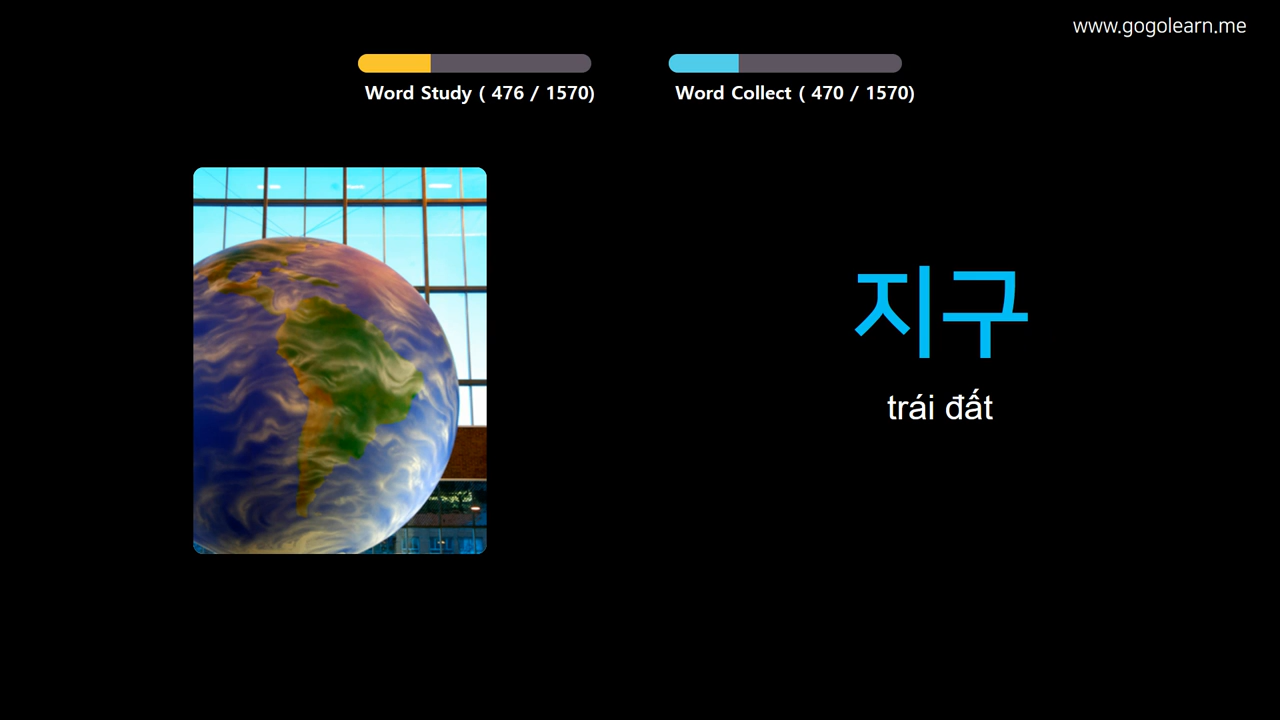 www.gogolearn.me
Word Study ( 476 / 1570)
Word Collect ( 470 / 1570)
지구
trái đất